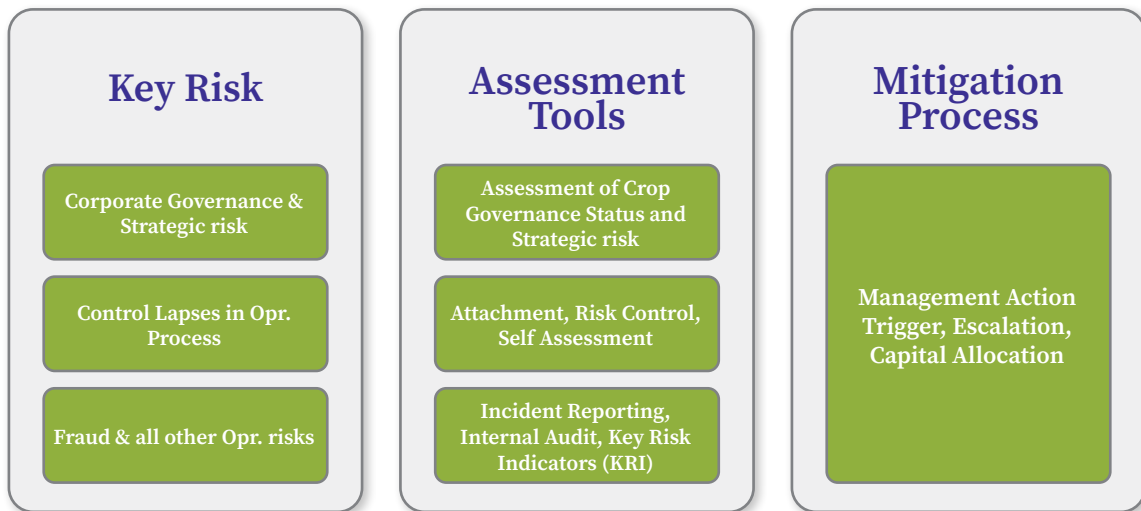 Key Risk
Corporate Governance &
Strategic risk
Control Lapses in Opr.
Process
Fraud & all other Opr. risks
Assessment
Tools
Assessment of Crop
Governance Status and
Strategic risk
Attachment, Risk Control,
Self Assessment
Incident Reporting,
Internal Audit, Key Risk
Indicators (KRI)
Mitigation
Process
Management Action
Trigger, Escalation,
Capital Allocation